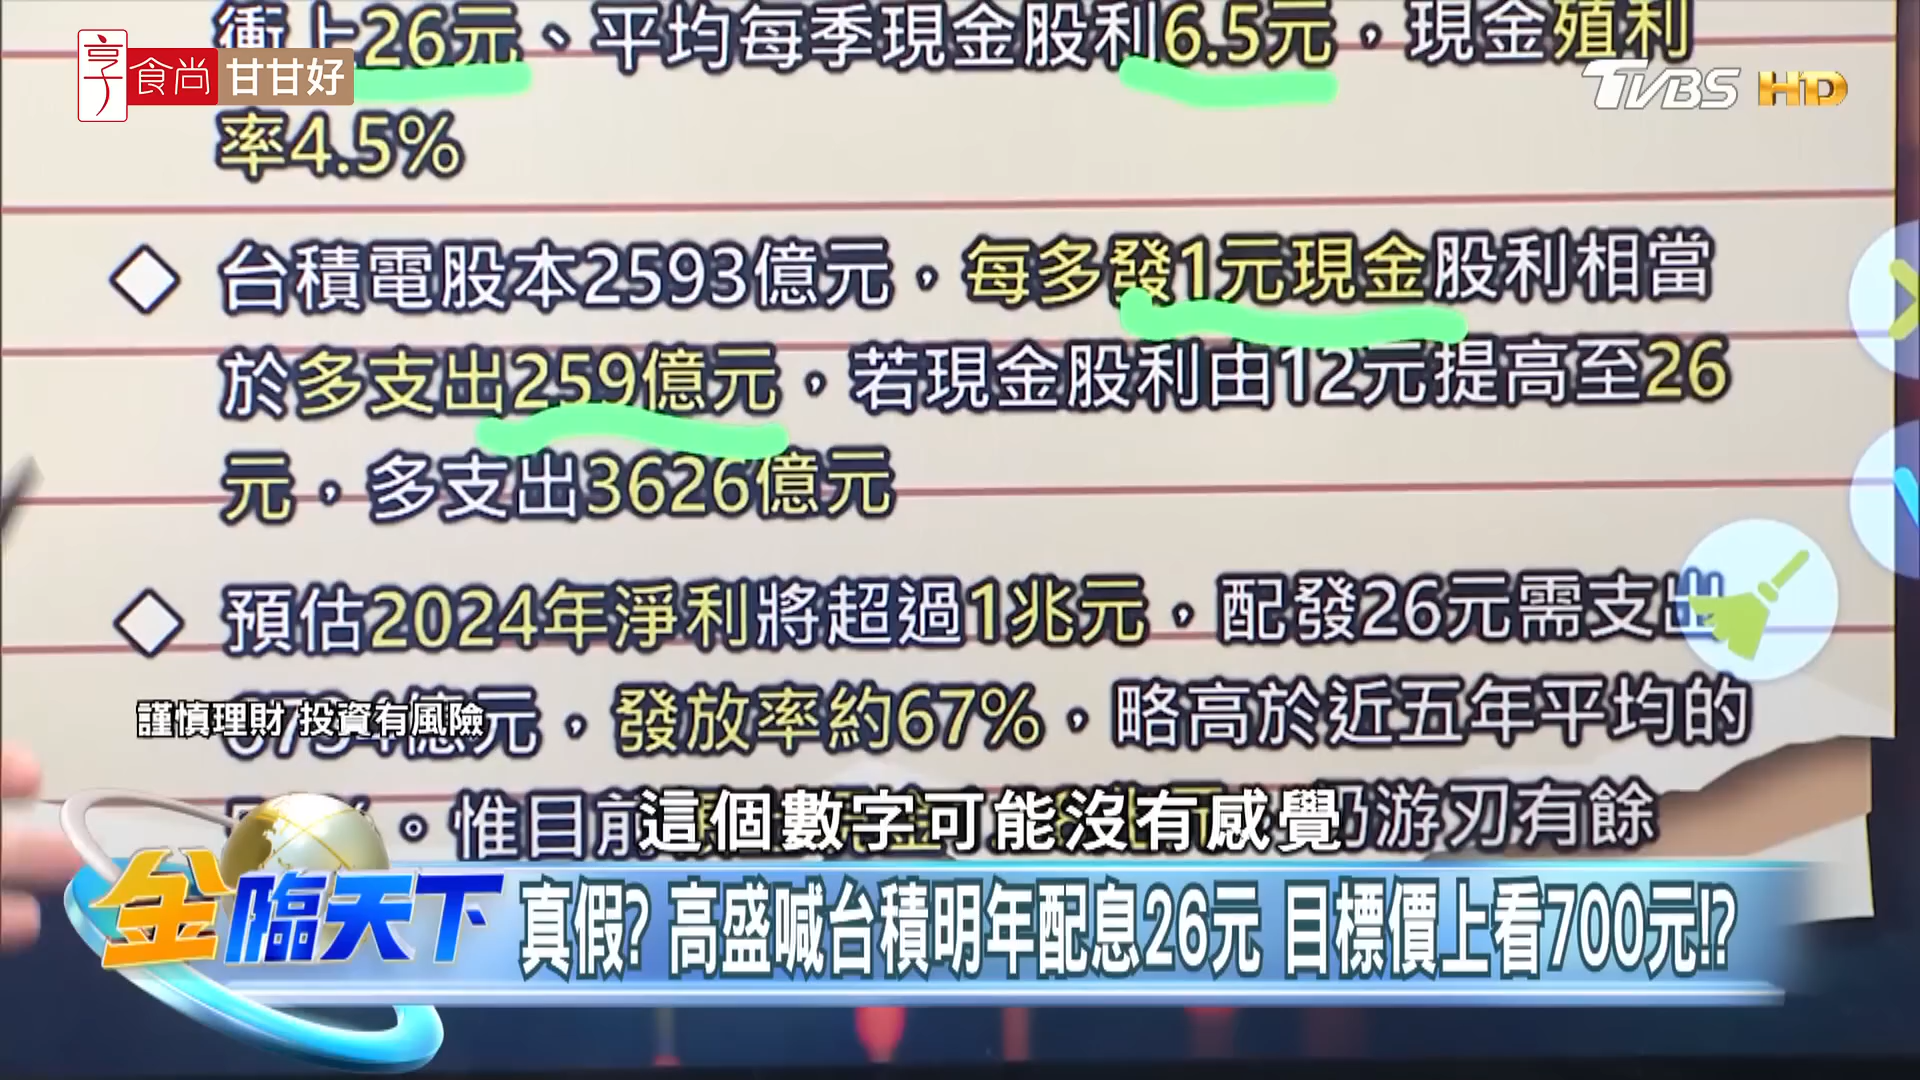 衝上26元、平均每季現金股利6.5元，現金殖利
享食尚 甘甘好
TVBS HD
率4.5%
台積電股本2593億元，每多發1元現金股利相當
於多支出259億元，若現金股利由12元提高至26
元，多支出3626億元
預估2024年淨利將超過1兆元，配發26元需支出
億元，發放率約67%，略高於近五年平均的
謹慎理財 投資有風險
。惟目前 仍游刃有餘
這個數字可能沒有感覺
金臨天下
真假? 高盛喊台積明年配息26元 目標價上看700元!?